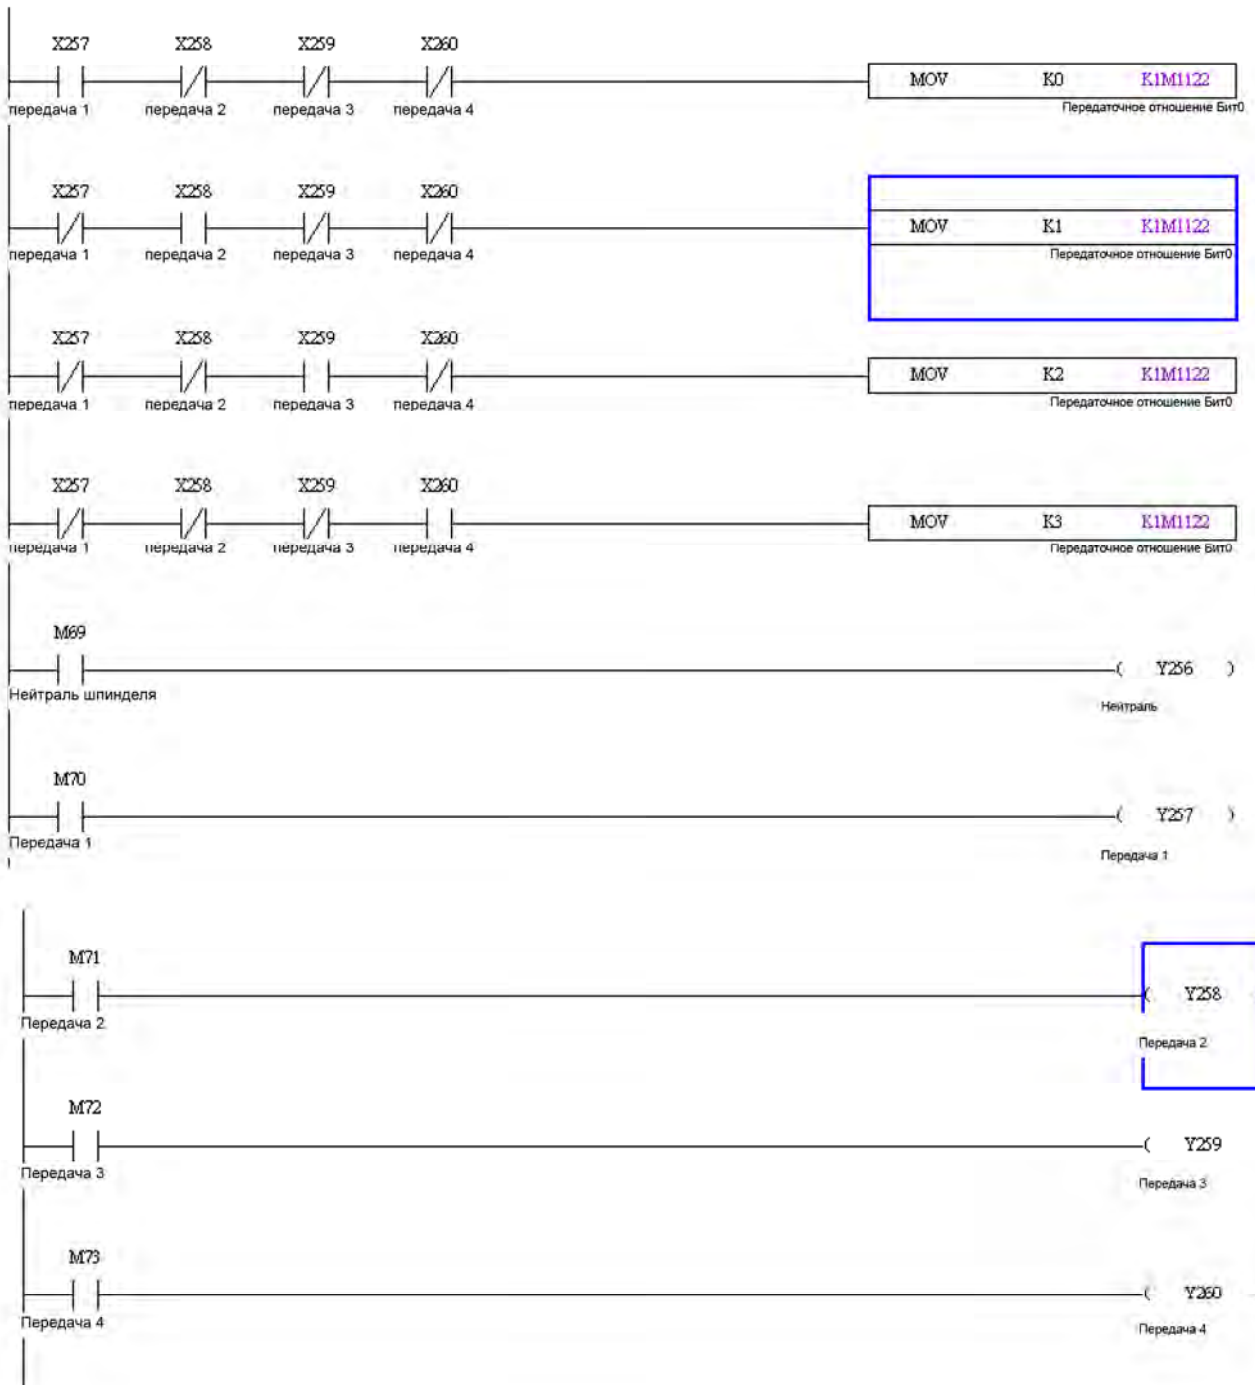 X257 X258 X259 X260
MOV K0 K1M1122
передача 1 передача 2 передача 3 передача 4 Передаточное отношение Бит0
X257 X258 X259 X260
MOV K1 K1M1122
передача 1 передача 2 передача 3 передача 4 Передаточное отношение Бит0
X257 X258 X259 X260
MOV K2 K1M1122
передача 1 передача 2 передача 3 передача 4 Передаточное отношение Бит0
X257 X258 X259 X260
MOV K3 K1M1122
передача 1 передача 2 передача 3 передача 4 Передаточное отношение Бит0
M69
( Y256 )
Нейтраль шпинделя
Нейтраль
M70
( Y257 )
Передача 1
Передача 1
M71
( Y258
Передача 2
Передача 2
M72
( Y259
Передача 3
Передача 3
M73
( Y260
Передача 4
Передача 4